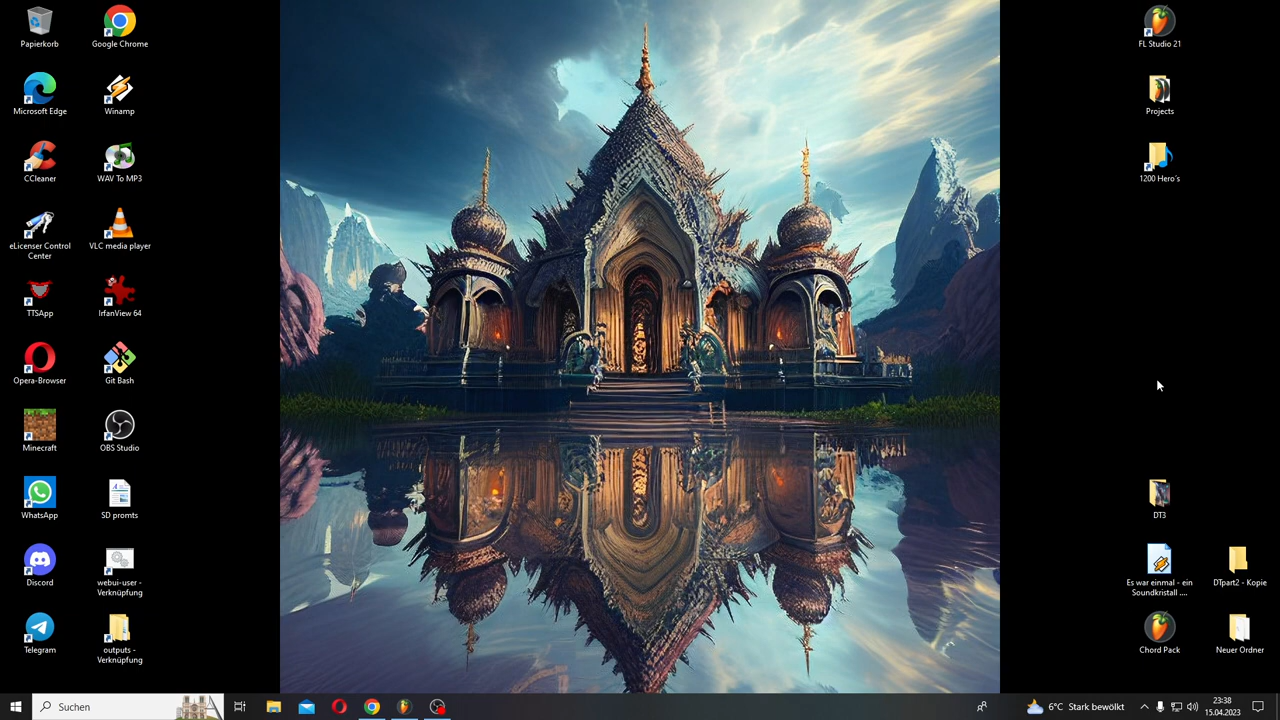 Papierkorb
Google Chrome
Microsoft Edge
Winamp
CCleaner
WAV To MP3
eLicenser Control
Center
VLC media player
TTSApp
IrfanView 64
Opera-Browser
Git Bash
Minecraft
OBS Studio
WhatsApp
SD promts
Discord
webui-user -
Verknüpfung
Telegram
outputs -
Verknüpfung
FL Studio 21
Projects
1200 Hero´s
DT3
Es war einmal - ein
Soundkristall ....
DTpart2 - Kopie
Chord Pack
Neuer Ordner
Suchen
6°C Stark bewölkt
23:38
15.04.2023